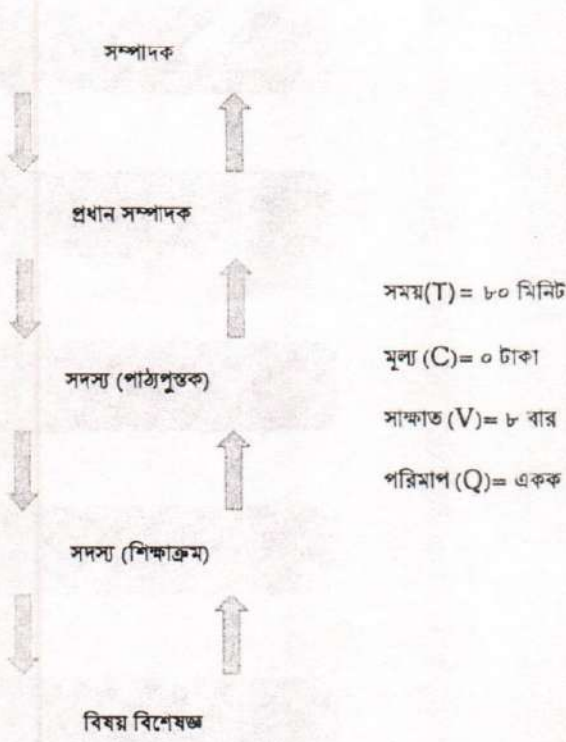 সম্পাদক
প্রধান সম্পাদক
সদস্য (পাঠ্যপুস্তক)
সদস্য (শিক্ষাক্রম)
বিষয় বিশেষজ্ঞ
সময়(T) = ৮০ মিনিট
মূল্য (C)= ০ টাকা
সাক্ষাত (V)= ৮ বার
পরিমাপ (Q)= একক